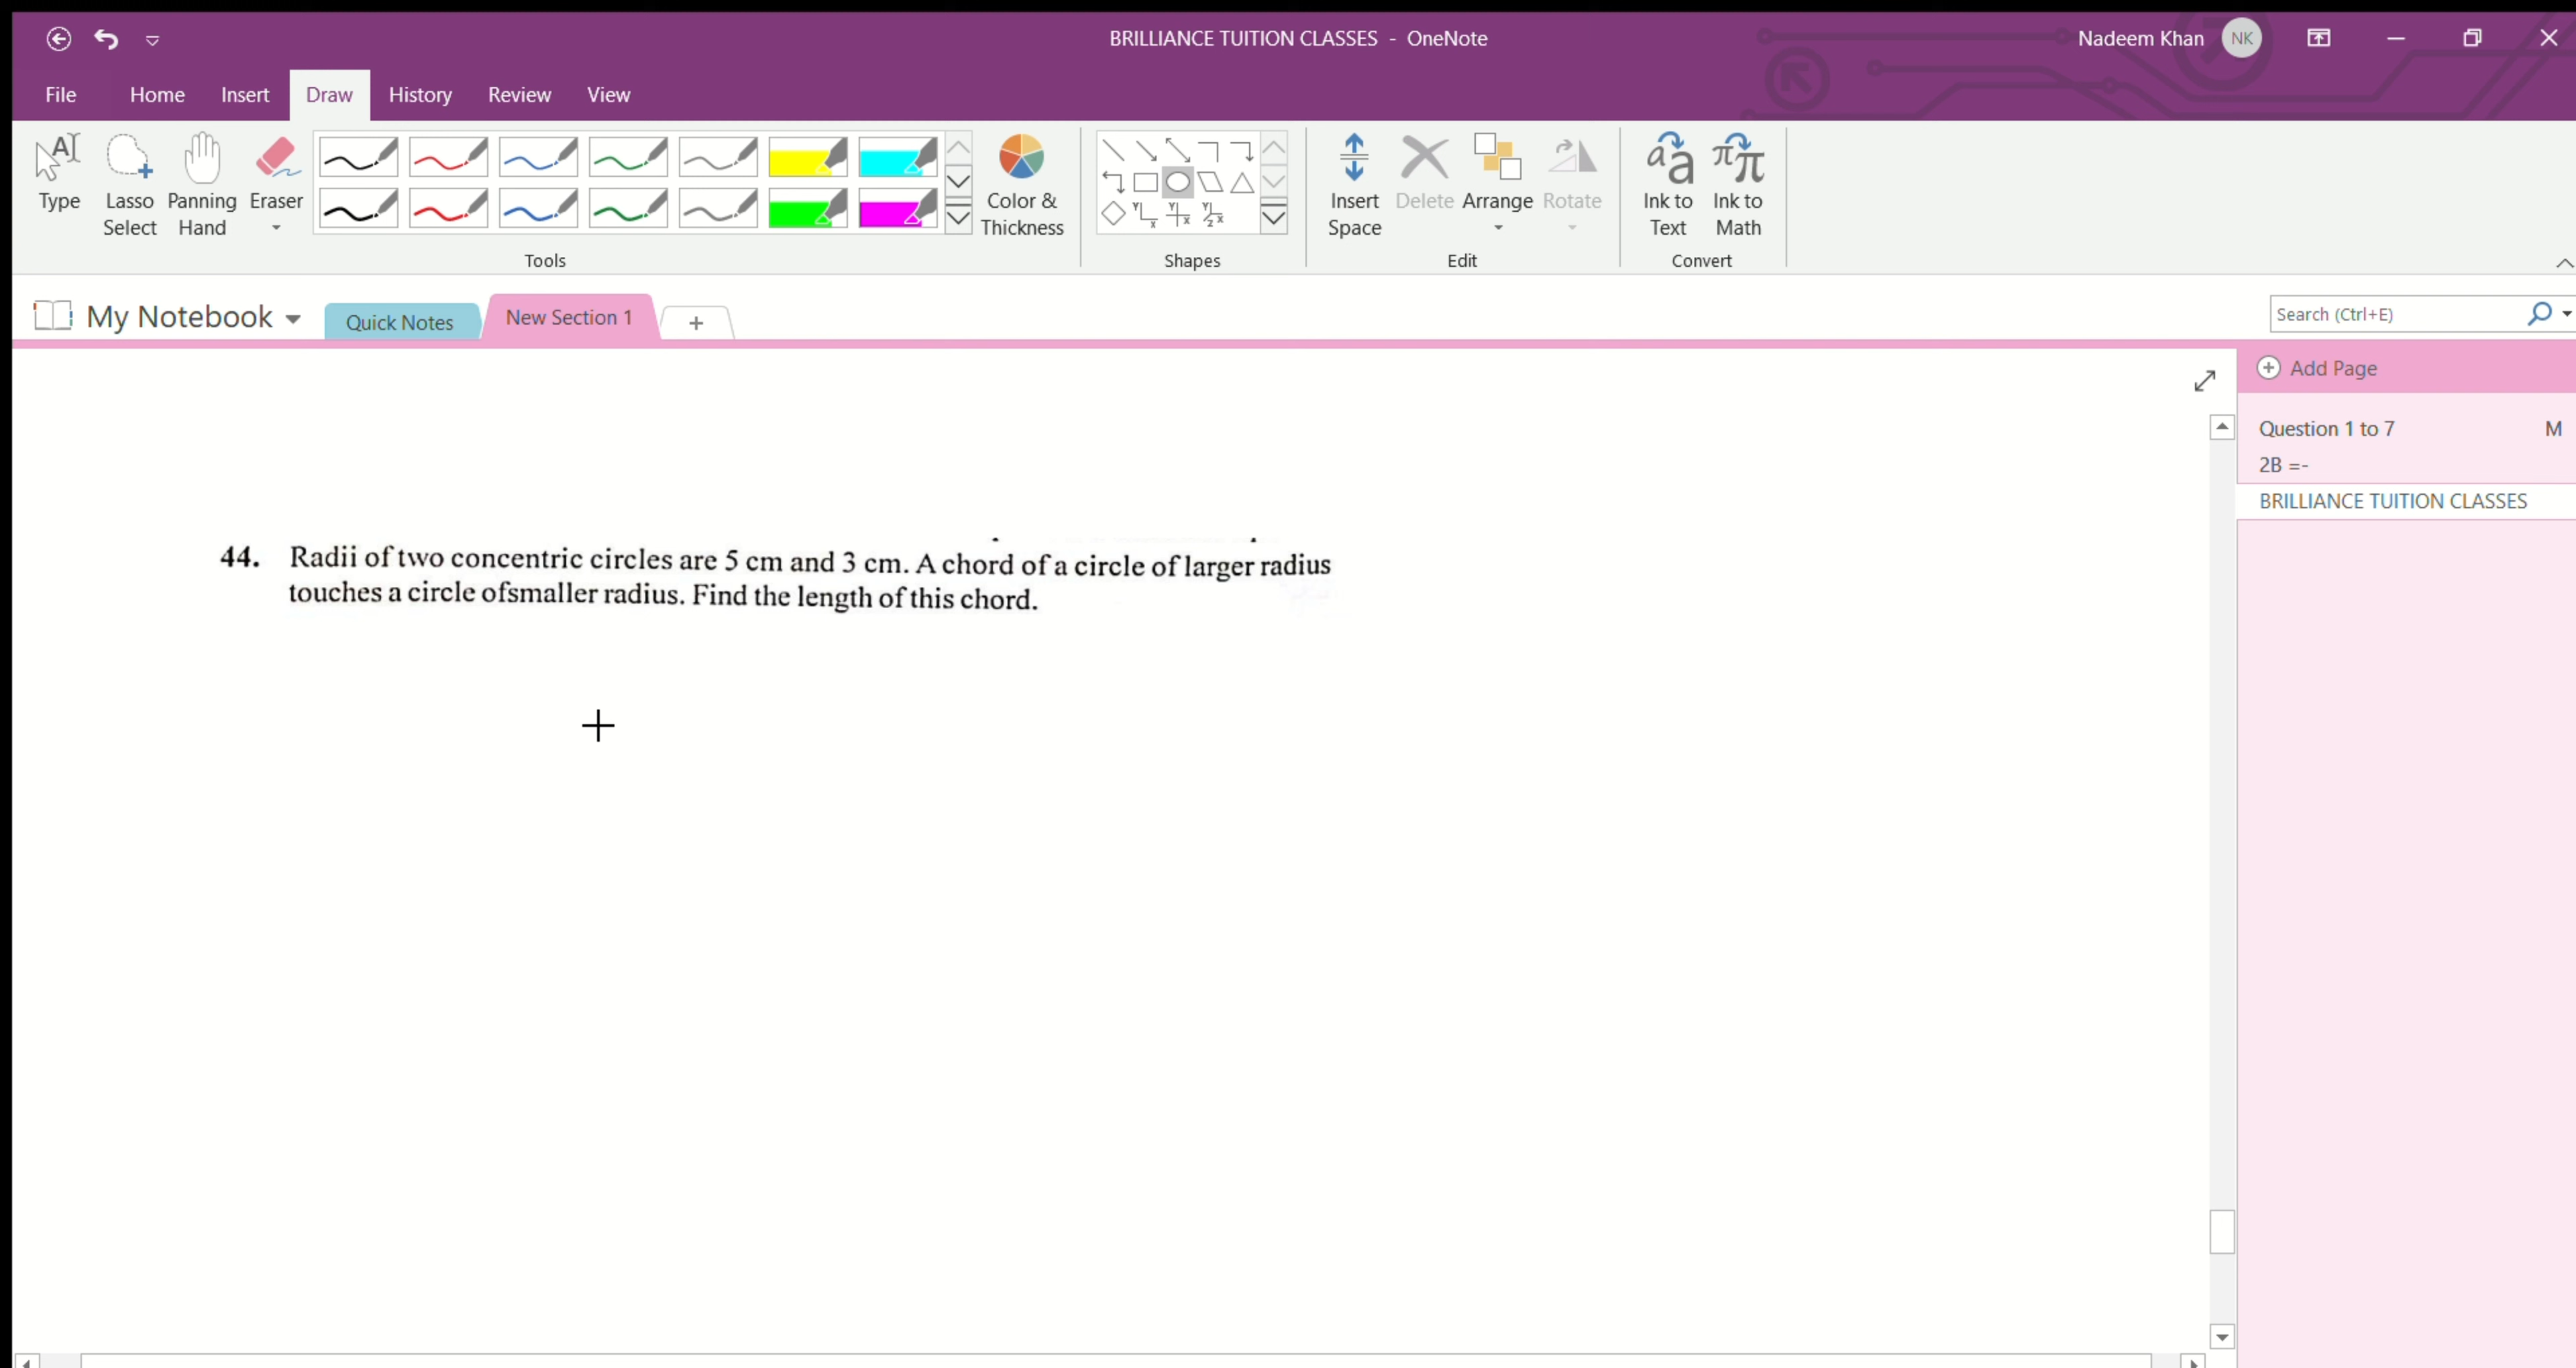 BRILLIANCE TUITION CLASSES - OneNote
Nadeem Khan NK
File Home Insert Draw History Review View
Type
Lasso Select
Panning Hand
Eraser
Color & Thickness
Insert Space
Delete
Arrange
Rotate
Ink to Text
Ink to Math
Tools Shapes Edit Convert
My Notebook Quick Notes New Section 1 +
Search (Ctrl+E)
Add Page
Question 1 to 7 M
2B =-
BRILLIANCE TUITION CLASSES
44. Radii of two concentric circles are 5 cm and 3 cm. A chord of a circle of larger radius
touches a circle ofsmaller radius. Find the length of this chord.